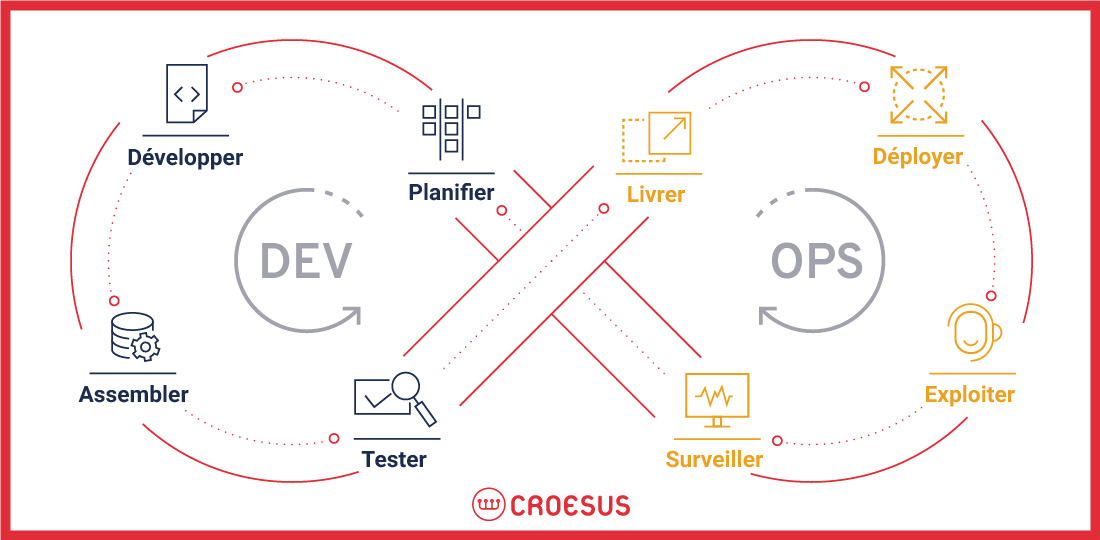 Développer
Planifier
Livrer
Déployer
DEV
OPS
Assembler
Tester
Surveiller
Exploiter
CROESUS